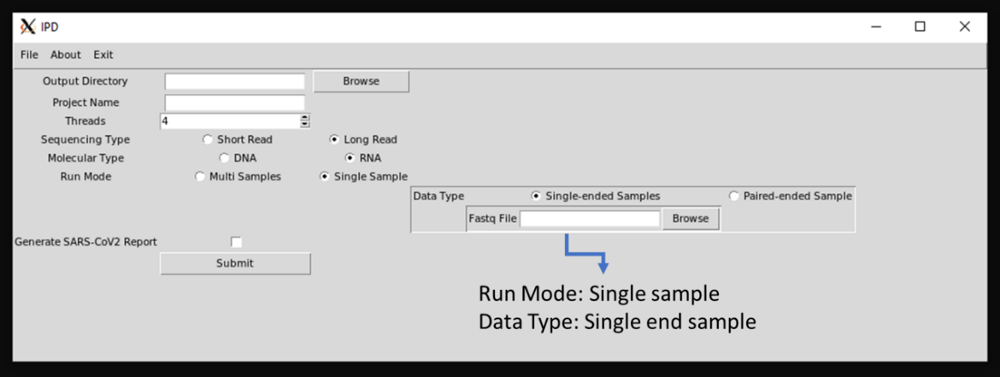 IPD
File About Exit
Output Directory Browse
Project Name
Threads 4
Sequencing Type Short Read Long Read
Molecular Type DNA RNA
Run Mode Multi Samples Single Sample
Data Type Single-ended Samples Paired-ended Sample
Fastq File Browse
Generate SARS-CoV2 Report
Submit
Run Mode: Single sample
Data Type: Single end sample